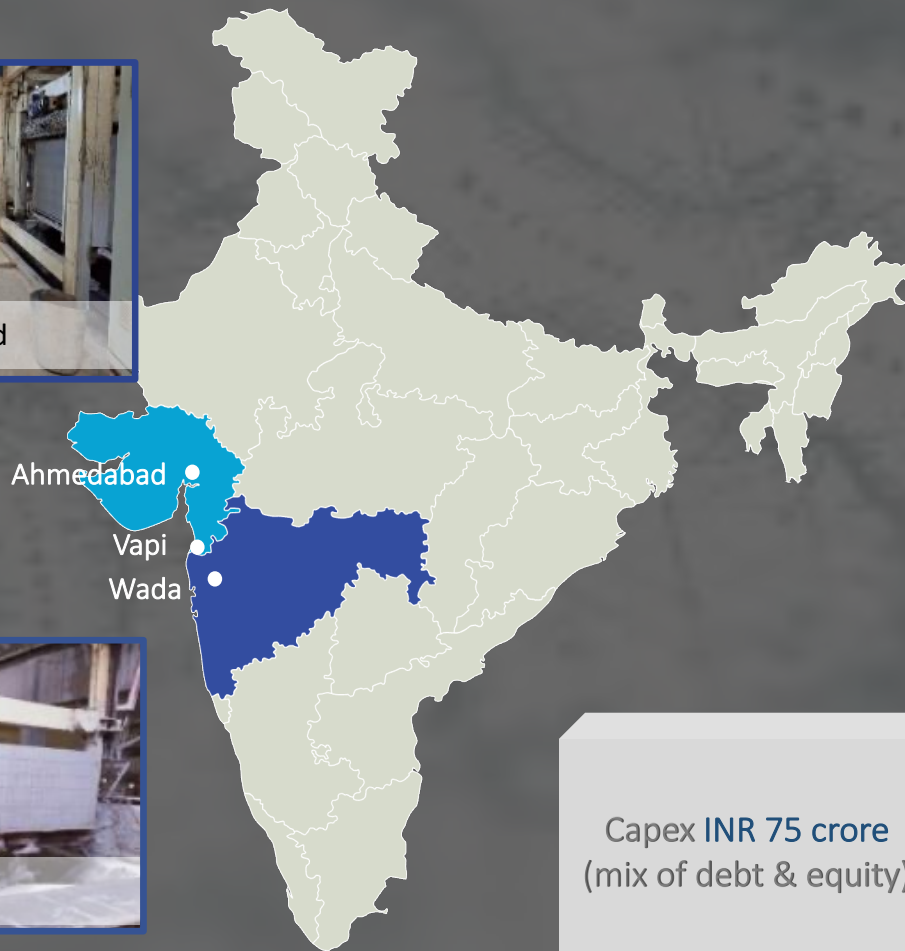 d
Ahmedabad
Vapi
Wada
Capex INR 75 crore
(mix of debt & equity)